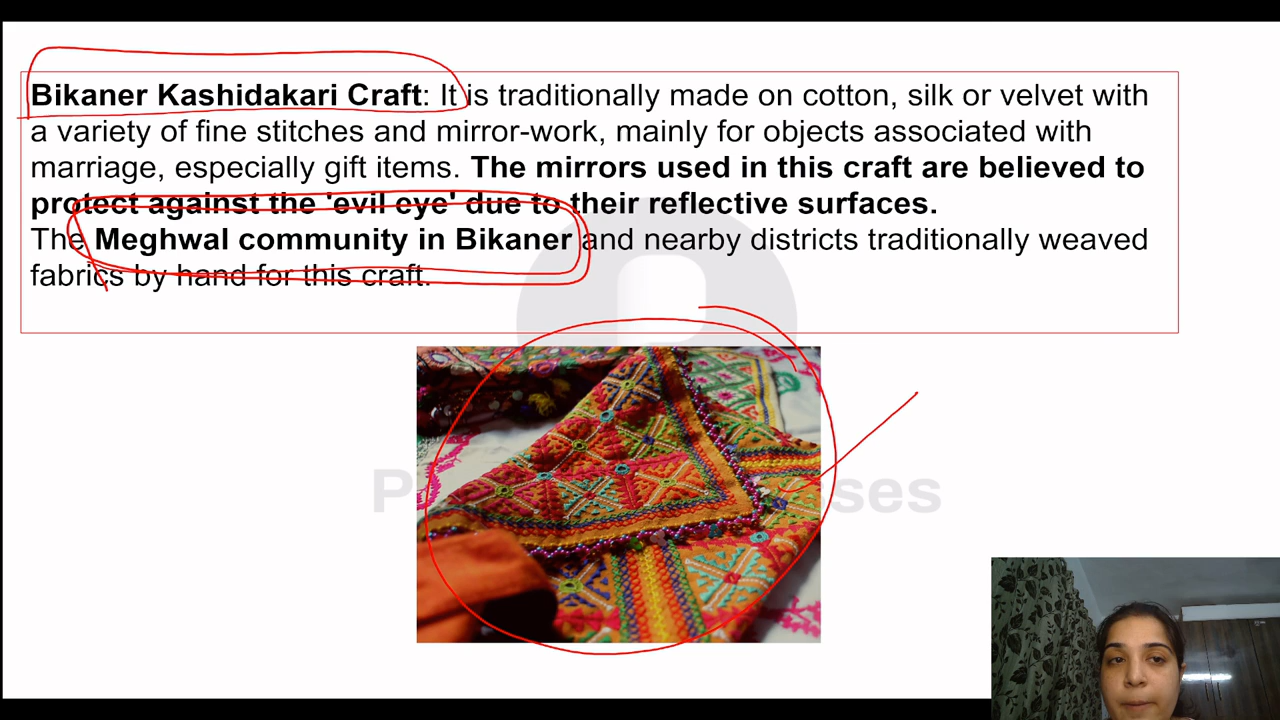 Bikaner Kashidakari Craft: It is traditionally made on cotton, silk or velvet with
a variety of fine stitches and mirror-work, mainly for objects associated with
marriage, especially gift items. The mirrors used in this craft are believed to
protect against the 'evil eye' due to their reflective surfaces.
The Meghwal community in Bikaner and nearby districts traditionally weaved
fabrics by hand for this craft.